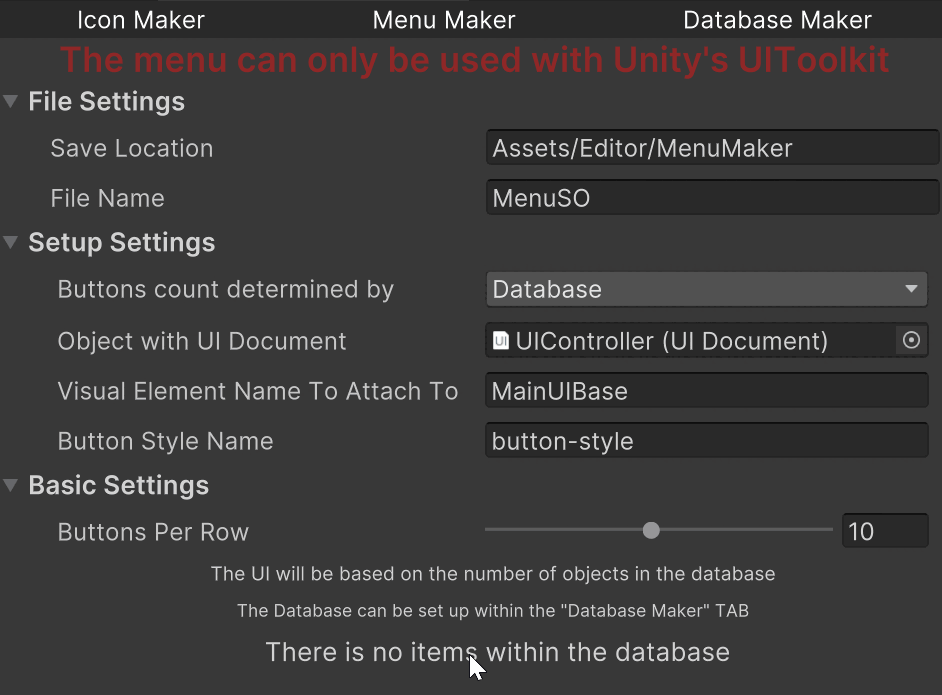 Icon Maker Menu Maker Database Maker
The menu can only be used with Unity's UIToolkit
File Settings
Save Location Assets/Editor/MenuMaker
File Name MenuSO
Setup Settings
Buttons count determined by Database
Object with UI Document UIController (UI Document)
Visual Element Name To Attach To MainUIBase
Button Style Name button-style
Basic Settings
Buttons Per Row 10
The UI will be based on the number of objects in the database
The Database can be set up within the "Database Maker" TAB
There is no items within the database